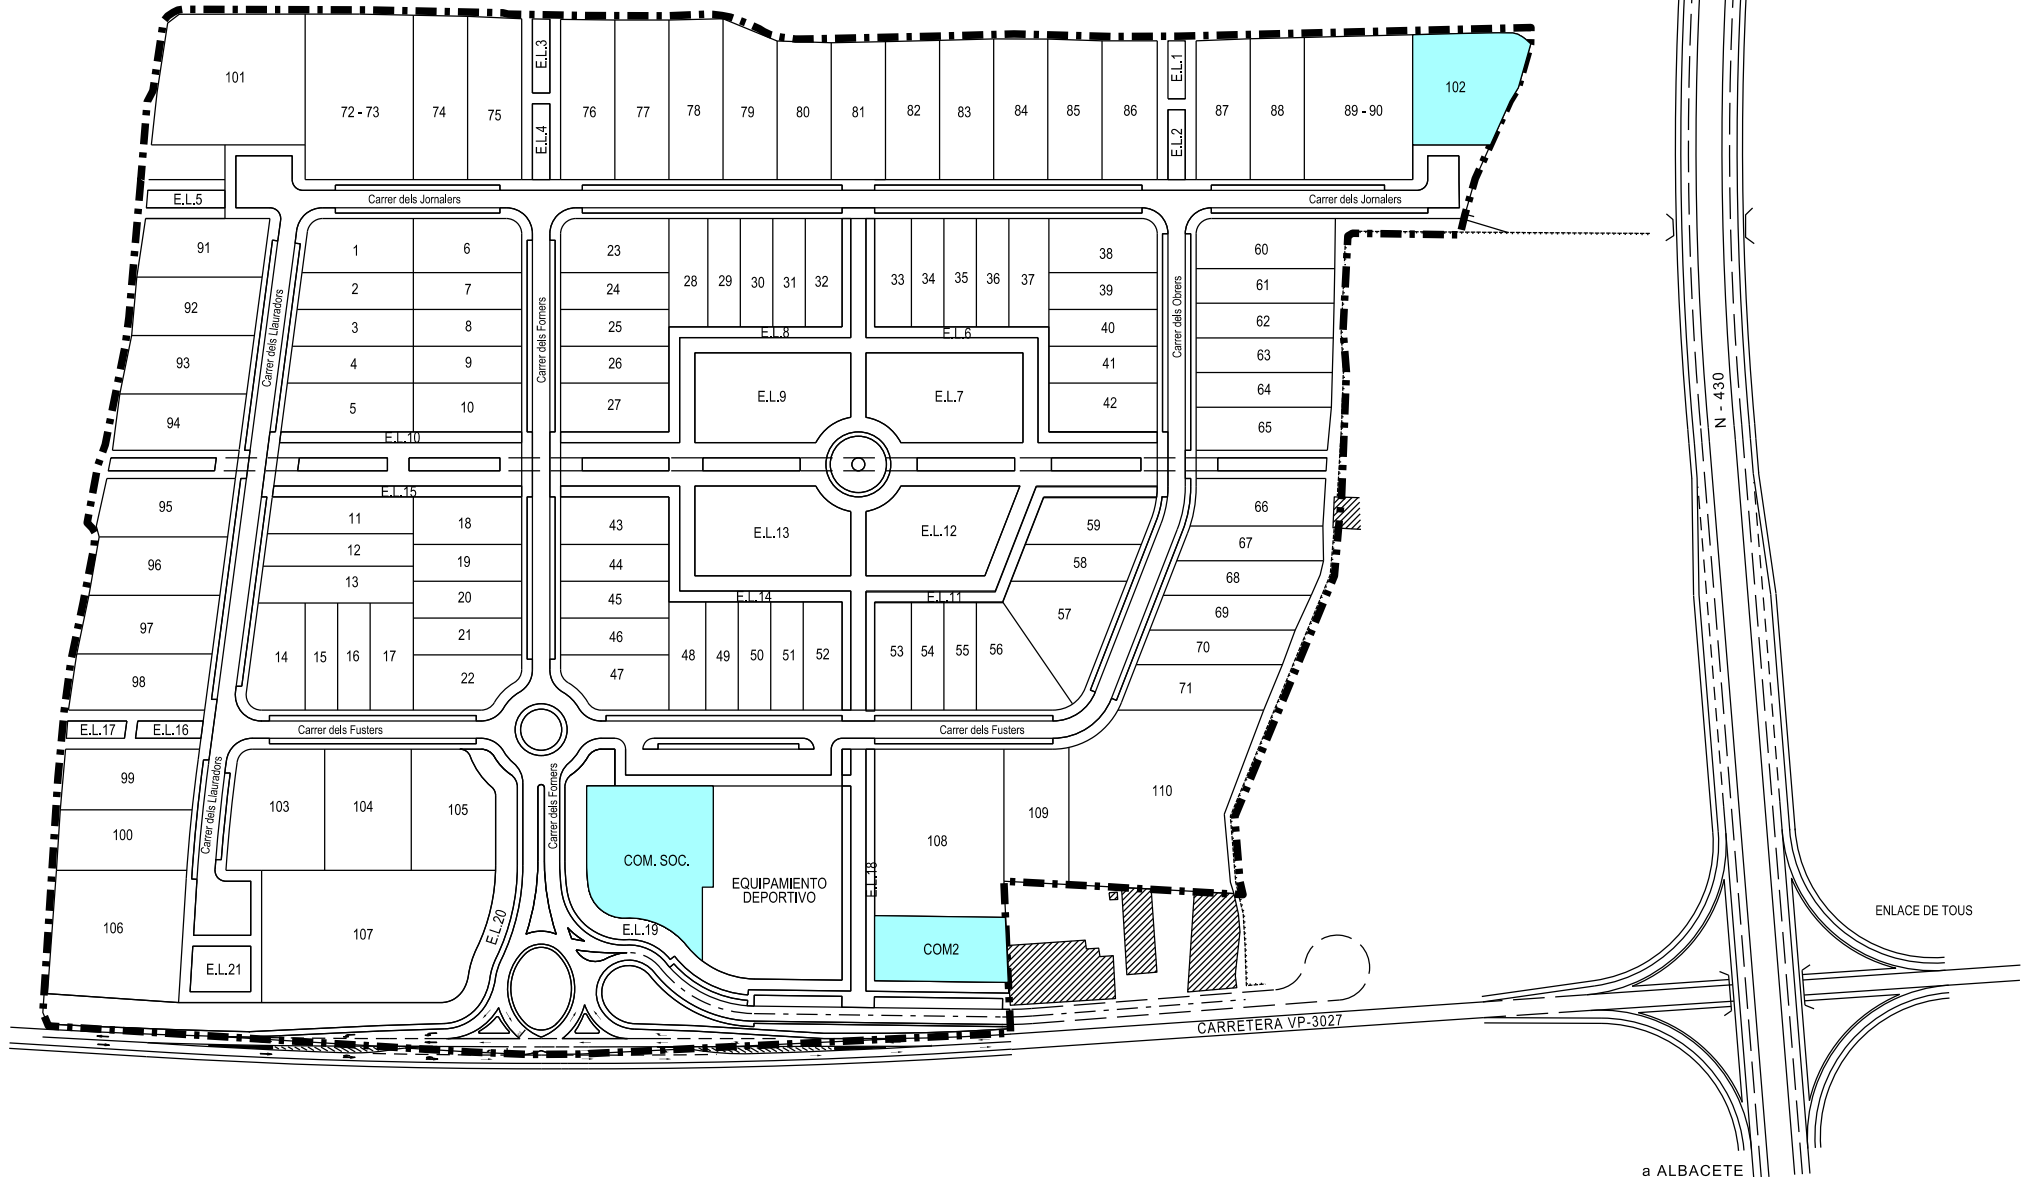 E.L.3
E.L.1
101
72 - 73
74
75
E.L.4
76
77
78
79
80
81
82
83
84
85
86
E.L.2
87
88
89 - 90
102
E.L.5
Carrer dels Jornalers
Carrer dels Jornalers
91
92
93
94
Carrer dels Llauradors
1
2
3
4
5
6
7
8
9
10
Carrer dels Forners
23
24
25
26
27
28
29
30
31
32
33
34
35
36
37
38
39
40
41
42
Carrer dels Obrers
60
61
62
63
64
65
E.L.8
E.L.6
E.L.9
E.L.7
N - 430
E.L.10
E.L.15
95
96
97
98
11
12
13
14
15
16
17
18
19
20
21
22
43
44
45
46
47
E.L.13
E.L.12
E.L.14
E.L.11
48
49
50
51
52
53
54
55
56
57
58
59
66
67
68
69
70
71
E.L.17
E.L.16
Carrer dels Fusters
Carrer dels Fusters
99
100
Carrer dels Llauradors
103
104
105
Carrer dels Forners
COM. SOC.
EQUIPAMIENTO
DEPORTIVO
E.L.18
108
109
110
106
107
E.L.20
E.L.19
E.L.21
COM2
ENLACE DE TOUS
CARRETERA VP-3027
a ALBACETE